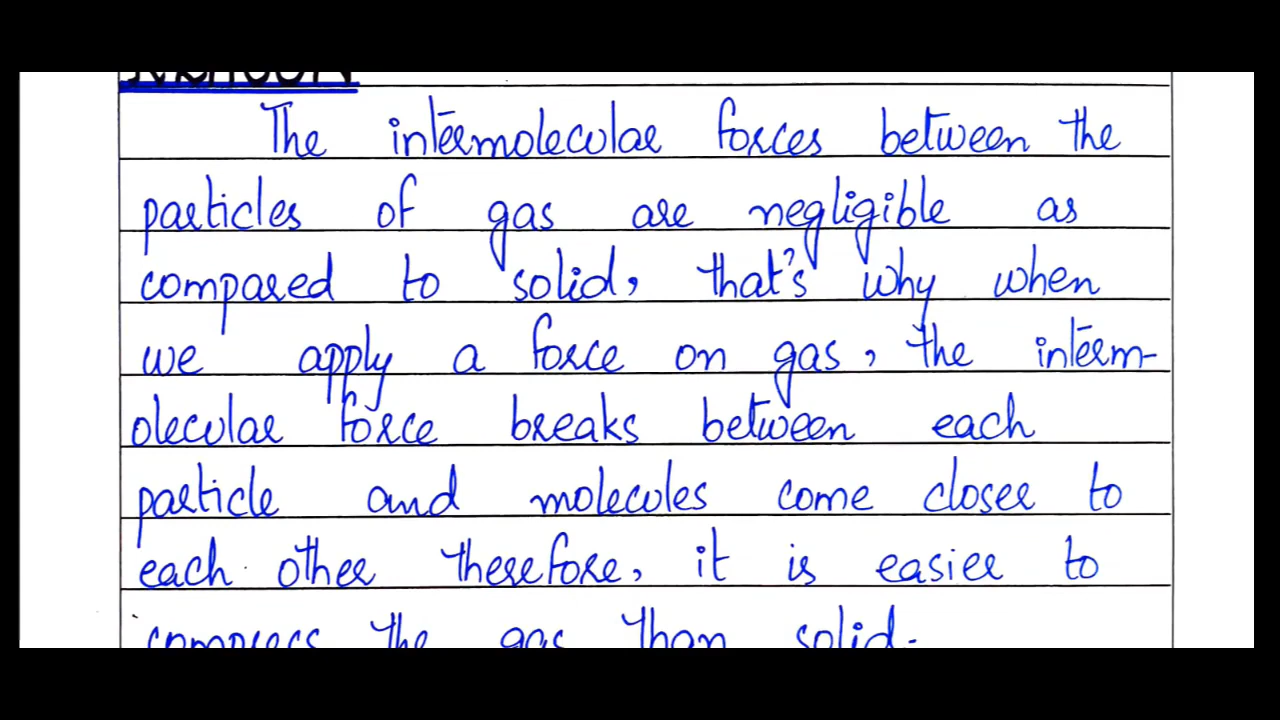 The intermolecular forces between the
particles of gas are negligible as
compared to solid, that's why when
we apply a force on gas, the interm-
olecular force breaks between each
particle and molecules come closer to
each other therefore, it is easier to
compress the gas than solid.